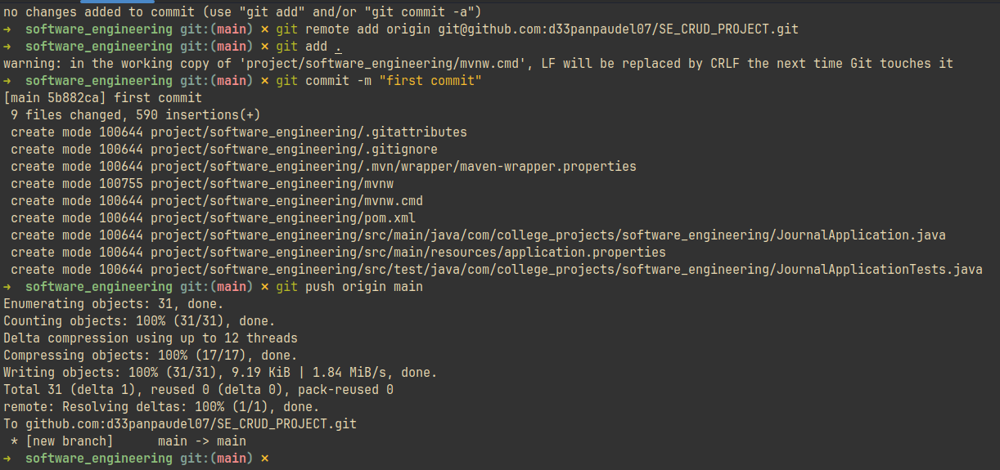 no changes added to commit (use "git add" and/or "git commit -a")
→  software_engineering git:(main) ✗ git remote add origin git@github.com:d33panpaudel07/SE_CRUD_PROJECT.git
→  software_engineering git:(main) ✗ git add .
warning: in the working copy of 'project/software_engineering/mvnw.cmd', LF will be replaced by CRLF the next time Git touches it
→  software_engineering git:(main) ✗ git commit -m "first commit"
[main 5b882ca] first commit
 9 files changed, 590 insertions(+)
 create mode 100644 project/software_engineering/.gitattributes
 create mode 100644 project/software_engineering/.gitignore
 create mode 100644 project/software_engineering/.mvn/wrapper/maven-wrapper.properties
 create mode 100755 project/software_engineering/mvnw
 create mode 100644 project/software_engineering/mvnw.cmd
 create mode 100644 project/software_engineering/pom.xml
 create mode 100644 project/software_engineering/src/main/java/com/college_projects/software_engineering/JournalApplication.java
 create mode 100644 project/software_engineering/src/main/resources/application.properties
 create mode 100644 project/software_engineering/src/test/java/com/college_projects/software_engineering/JournalApplicationTests.java
→  software_engineering git:(main) ✗ git push origin main
Enumerating objects: 31, done.
Counting objects: 100% (31/31), done.
Delta compression using up to 12 threads
Compressing objects: 100% (17/17), done.
Writing objects: 100% (31/31), 9.19 KiB | 1.84 MiB/s, done.
Total 31 (delta 1), reused 0 (delta 0), pack-reused 0
remote: Resolving deltas: 100% (1/1), done.
To github.com:d33panpaudel07/SE_CRUD_PROJECT.git
 * [new branch]      main -> main
→  software_engineering git:(main) ✗